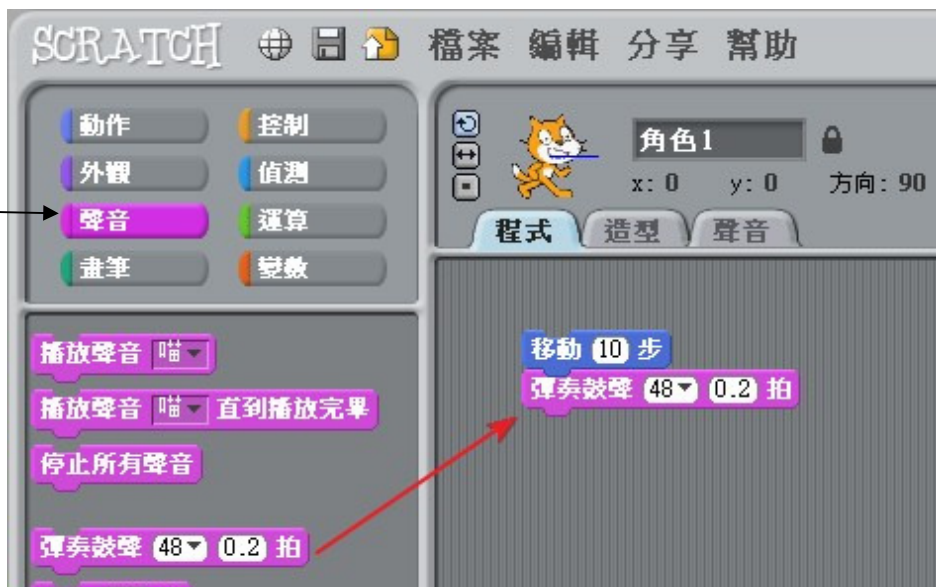 SCRATCH 檔案 編輯 分享 幫助
動作 控制
外觀 偵測
聲音 運算
畫筆 變數
角色1
x: 0 y: 0 方向: 90
程式 造型 聲音
播放聲音 喵
播放聲音 喵 直到播放完畢
停止所有聲音
彈奏鼓聲 48 0.2 拍
移動 10 步
彈奏鼓聲 48 0.2 拍